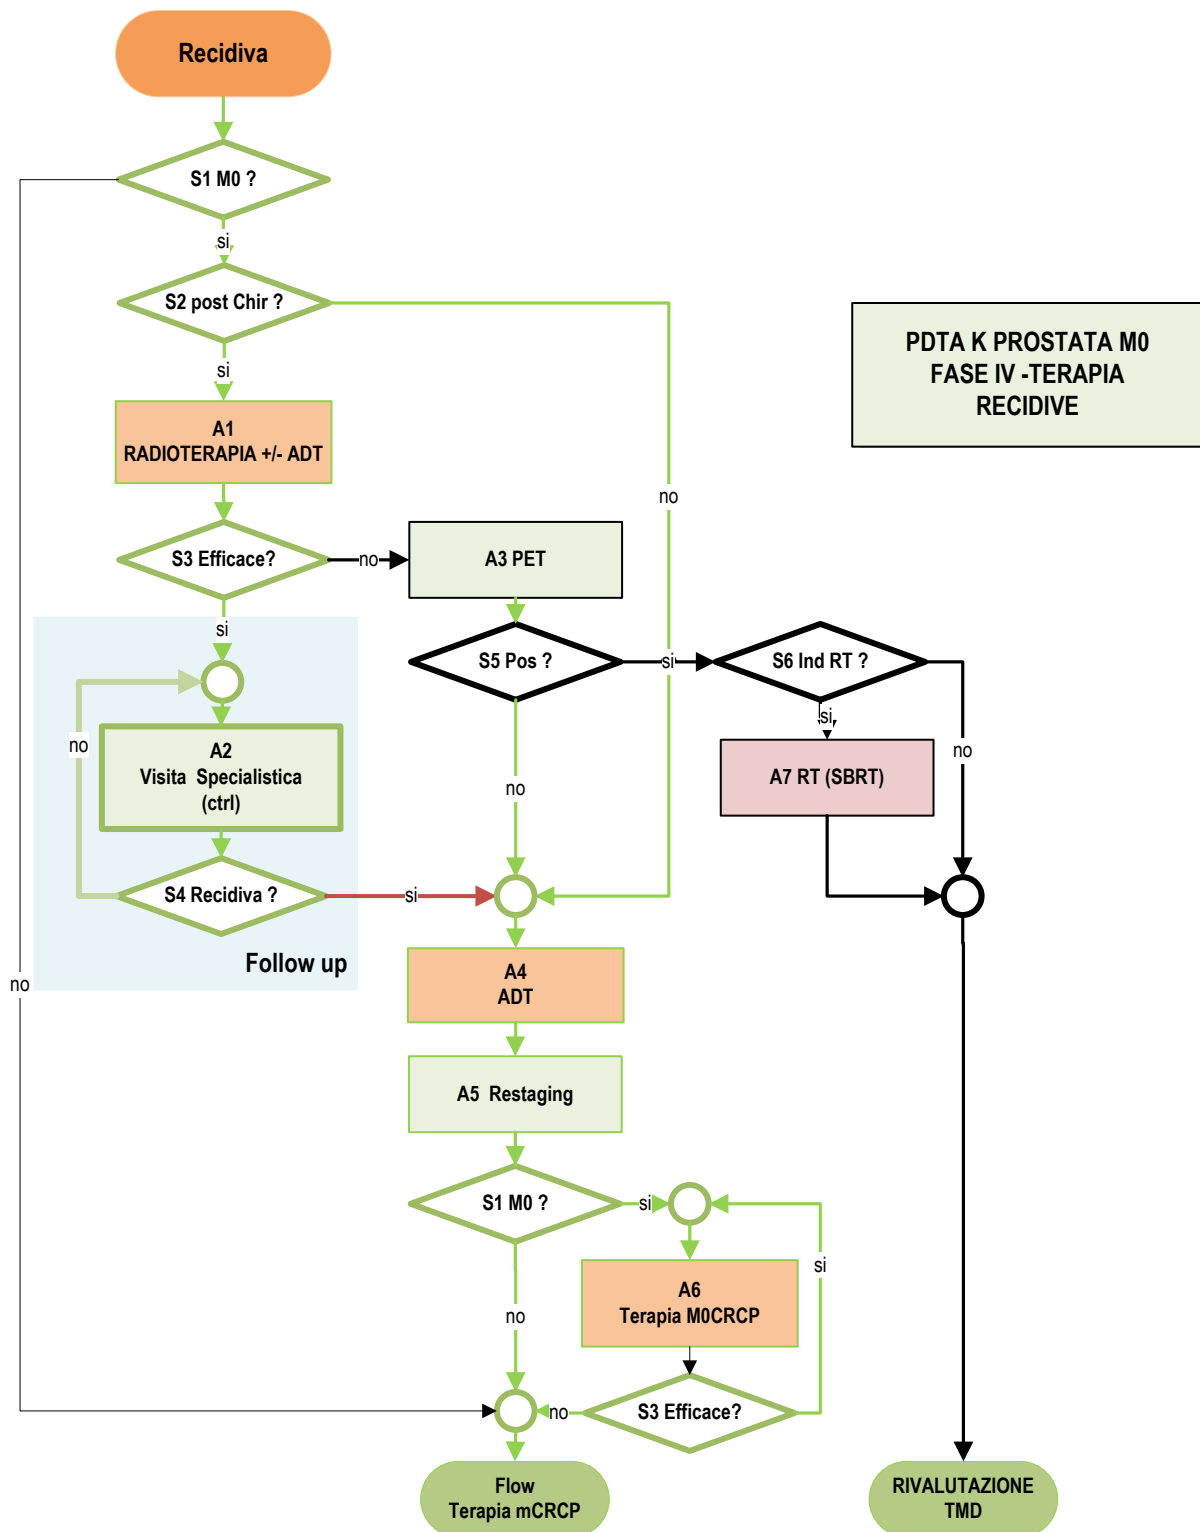 Recidiva
S1 M0 ?
si
S2 post Chir ?
PDTA K PROSTATA M0
FASE IV -TERAPIA
RECIDIVE
si
A1
RADIOTERAPIA +/- ADT
no
S3 Efficace?
no
A3 PET
si
S5 Pos ?
si
S6 Ind RT ?
si
no
no
A2
Visita Specialistica
(ctrl)
no
A7 RT (SBRT)
S4 Recidiva ?
si
Follow up
no
A4
ADT
A5 Restaging
S1 M0 ?
si
si
no
A6
Terapia M0CRCP
no
S3 Efficace?
Flow
Terapia mCRCP
RIVALUTAZIONE
TMD